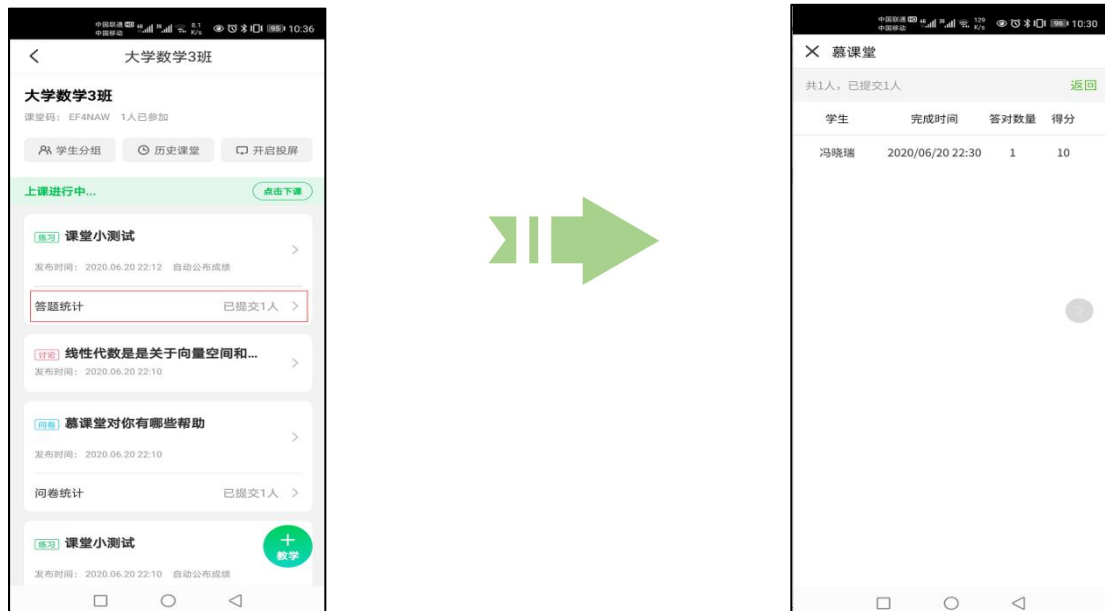 中国联通 HD 4G 2G 8.1 K/s 95 10:36
中国移动
大学数学3班
大学数学3班
课堂码： EF4NAW 1人已参加
学生分组 历史课堂 开启投屏
上课进行中... 点击下课
练习 课堂小测试
发布时间： 2020.06.20 22:12 自动公布成绩
答题统计 已提交1人
讨论 线性代数是是关于向量空间和...
发布时间： 2020.06.20 22:10
问卷 慕课堂对你有哪些帮助
发布时间： 2020.06.20 22:10
问卷统计 已提交1人
练习 课堂小测试
教学
发布时间： 2020.06.20 22:10 自动公布成绩
中国联通 HD 129 K/s 96 10:30
中国移动
慕课堂
共1人，已提交1人 返回
学生 完成时间 答对数量 得分
冯晓瑞 2020/06/20 22:30 1 10